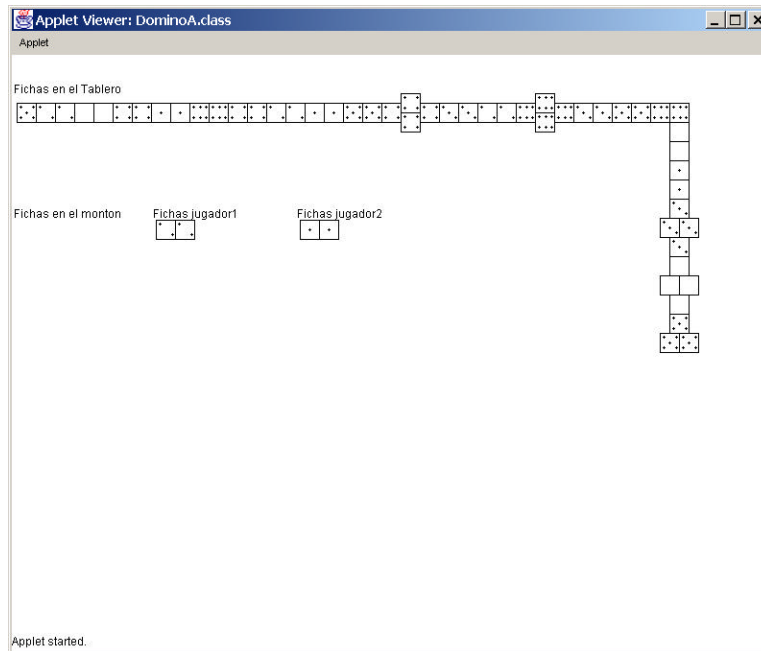 Applet Viewer: DominoA.class
Applet
Fichas en el Tablero
Fichas en el monton
Fichas jugador1
Fichas jugador2
Applet started.